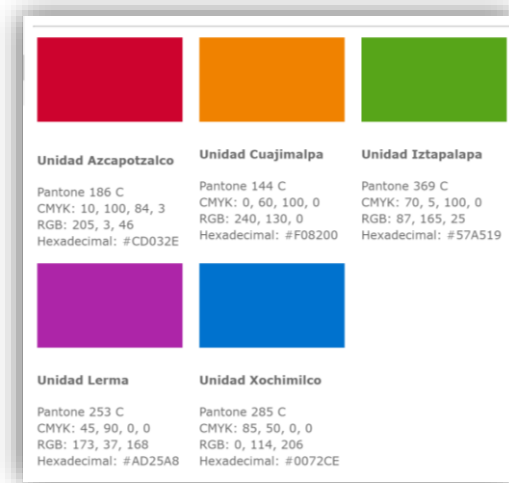 Unidad Azcapotzalco
Pantone 186 C
CMYK: 10, 100, 84, 3
RGB: 205, 3, 46
Hexadecimal: #CD032E
Unidad Cuajimalpa
Pantone 144 C
CMYK: 0, 60, 100, 0
RGB: 240, 130, 0
Hexadecimal: #F08200
Unidad Iztapalapa
Pantone 369 C
CMYK: 70, 5, 100, 0
RGB: 87, 165, 25
Hexadecimal: #57A519
Unidad Lerma
Pantone 253 C
CMYK: 45, 90, 0, 0
RGB: 173, 37, 168
Hexadecimal: #AD25A8
Unidad Xochimilco
Pantone 285 C
CMYK: 85, 50, 0, 0
RGB: 0, 114, 206
Hexadecimal: #0072CE